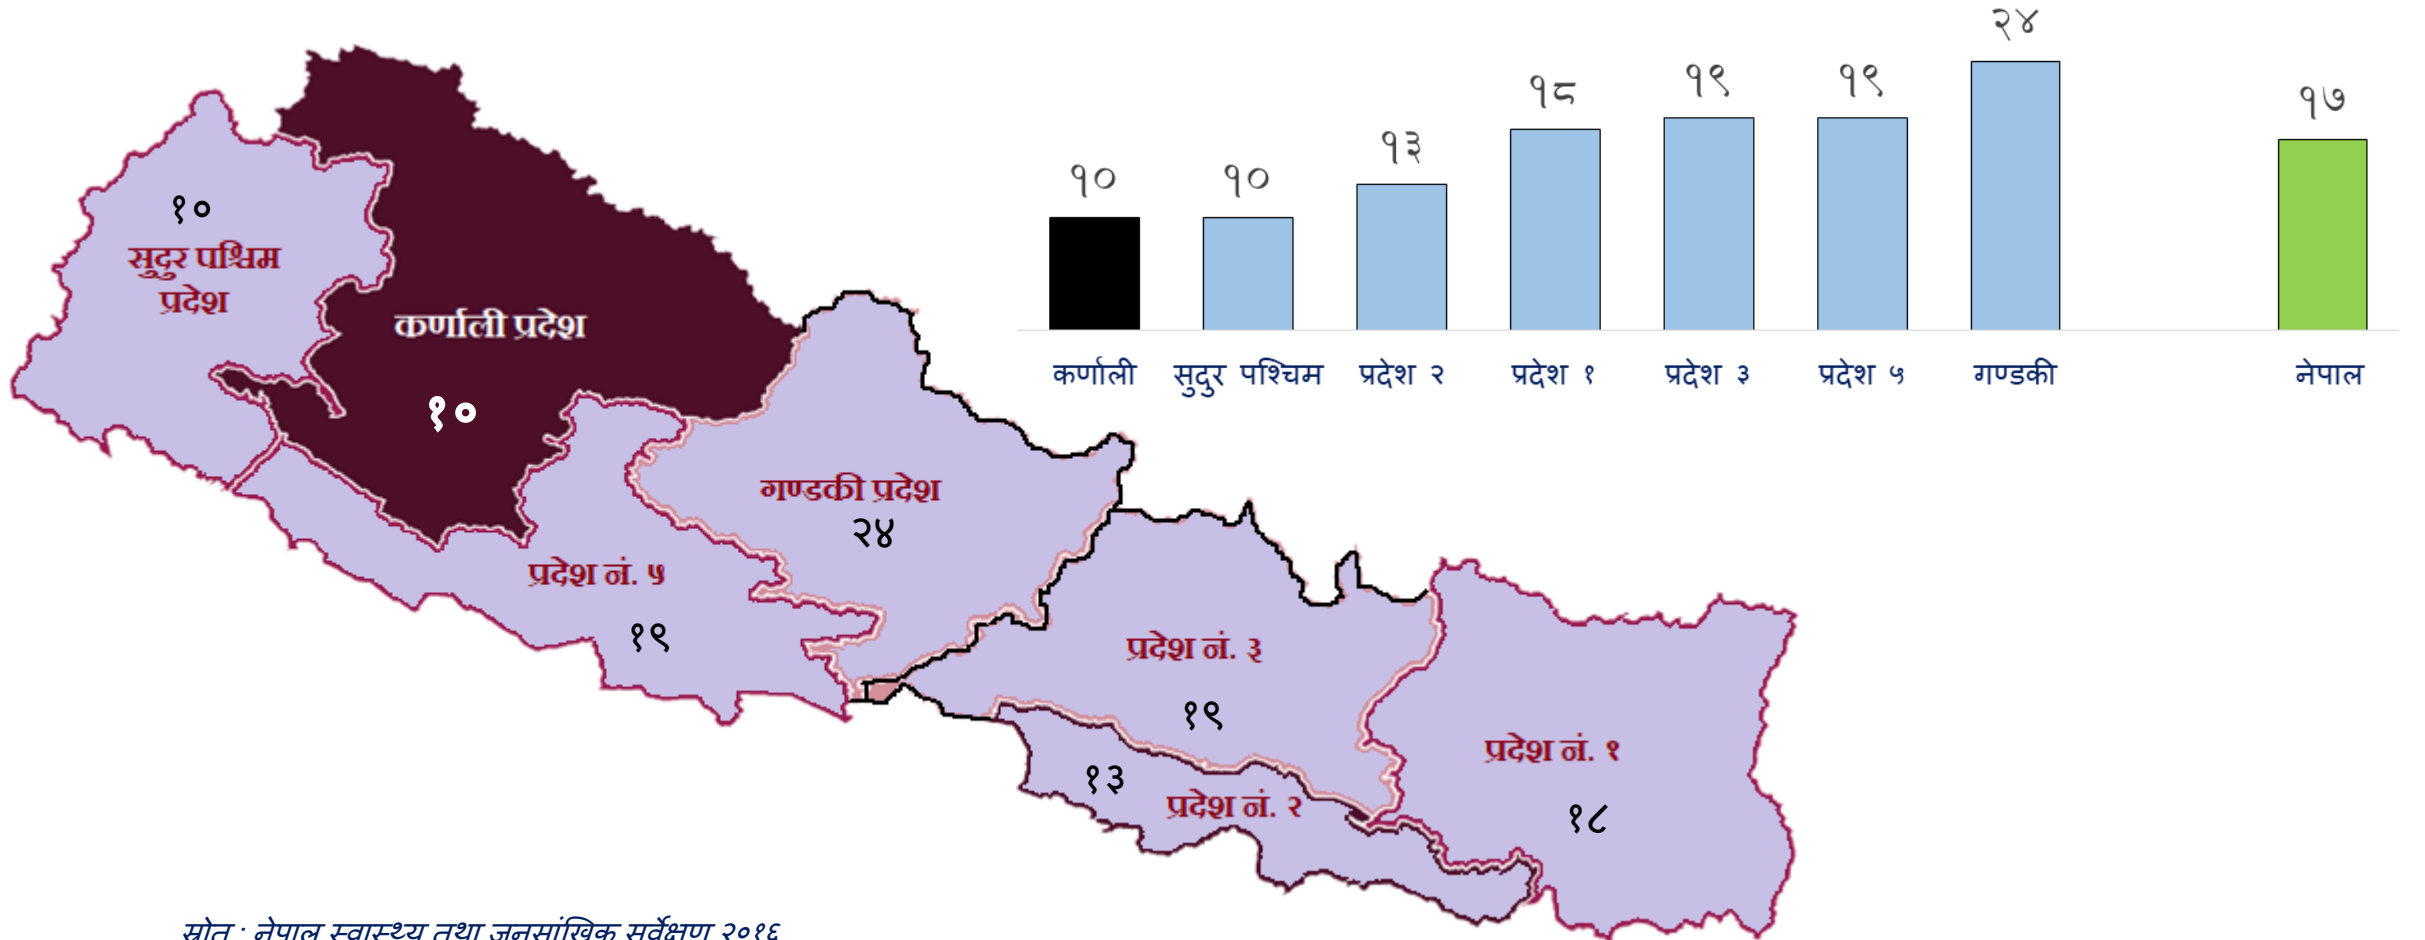 २४
१९
१९
१८
१७
१३
१०
१०
कर्णाली
सुदुर पश्चिम
प्रदेश २
प्रदेश १
प्रदेश ३
प्रदेश ५
गण्डकी
नेपाल
१०
सुदुर पश्चिम
प्रदेश
कर्णाली प्रदेश
१०
गण्डकी प्रदेश
२४
प्रदेश नं. ५
१९
प्रदेश नं. ३
१९
प्रदेश नं. १
१८
१३
प्रदेश नं. २
स्रोत : नेपाल स्वास्थ्य तथा जनसांखिक सर्वेक्षण २०१६